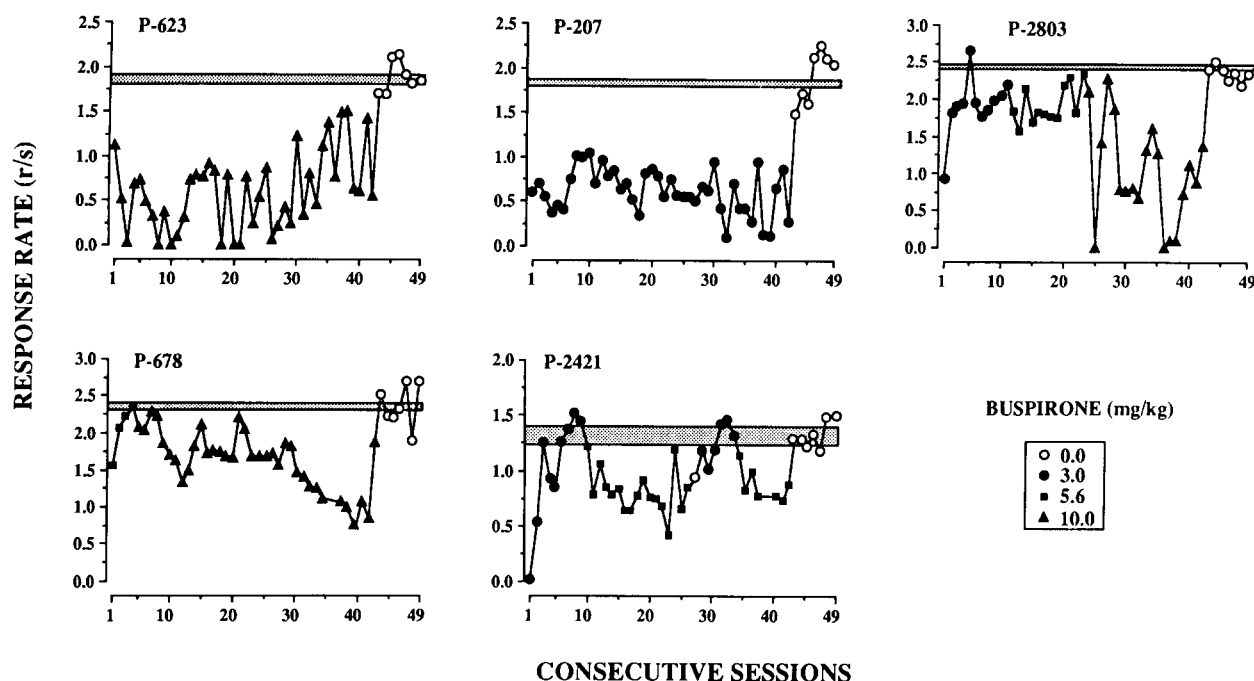 RESPONSE RATE (r/s)
P-623
2.5
2.0
1.5
1.0
0.5
0.0
1 10 20 30 40 49
P-207
2.5
2.0
1.5
1.0
0.5
0.0
1 10 20 30 40 49
P-2803
3.0
2.5
2.0
1.5
1.0
0.5
0.0
1 10 20 30 40 49
P-678
3.0
2.5
2.0
1.5
1.0
0.5
0.0
1 10 20 30 40 49
P-2421
2.0
1.5
1.0
0.5
0.0
1 10 20 30 40 49
BUSPIRONE (mg/kg)
0.0
3.0
5.6
10.0
CONSECUTIVE SESSIONS